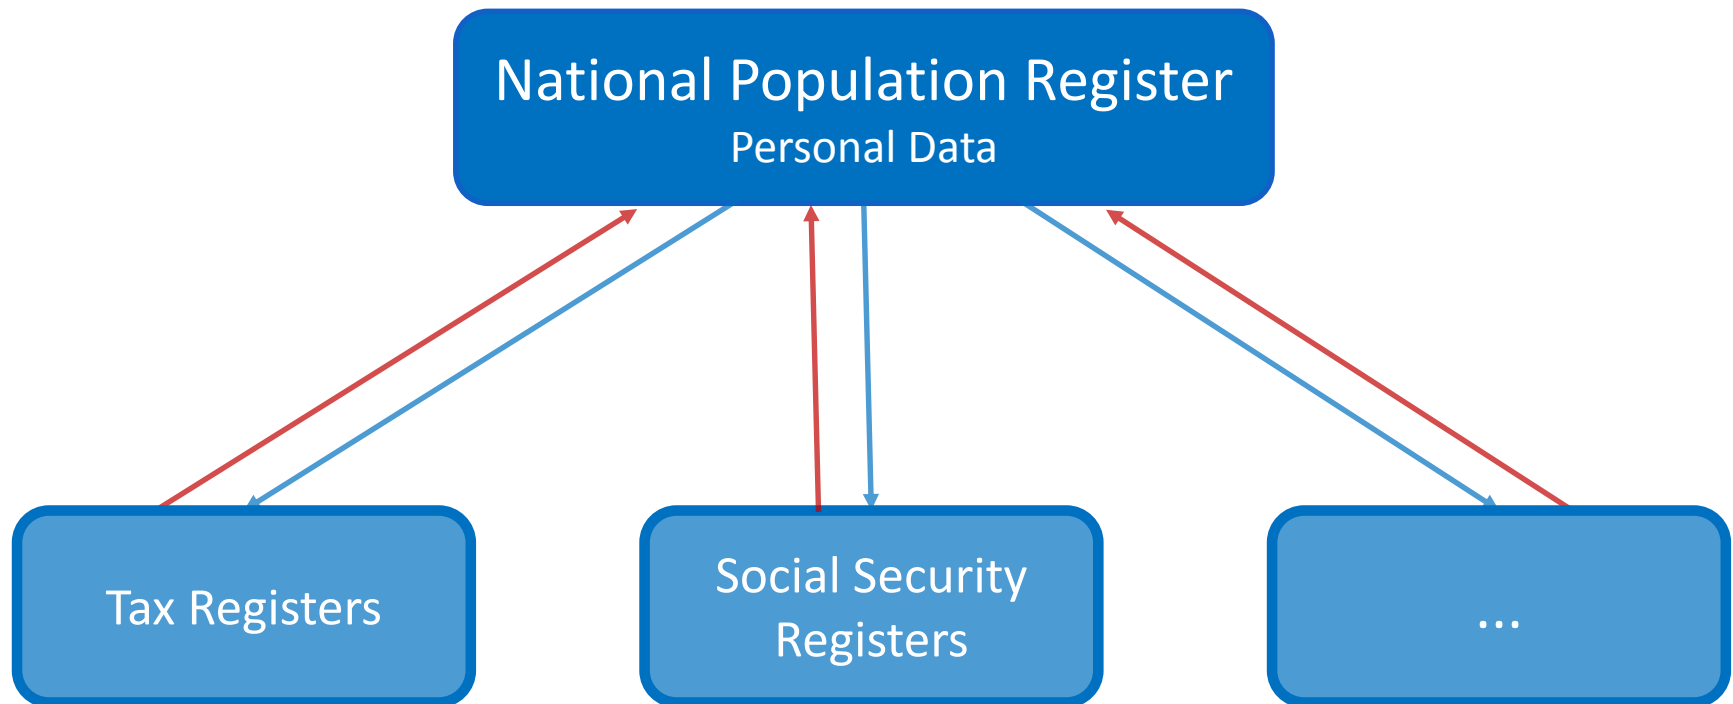 National Population Register
Personal Data
Tax Registers
Social Security
Registers
...